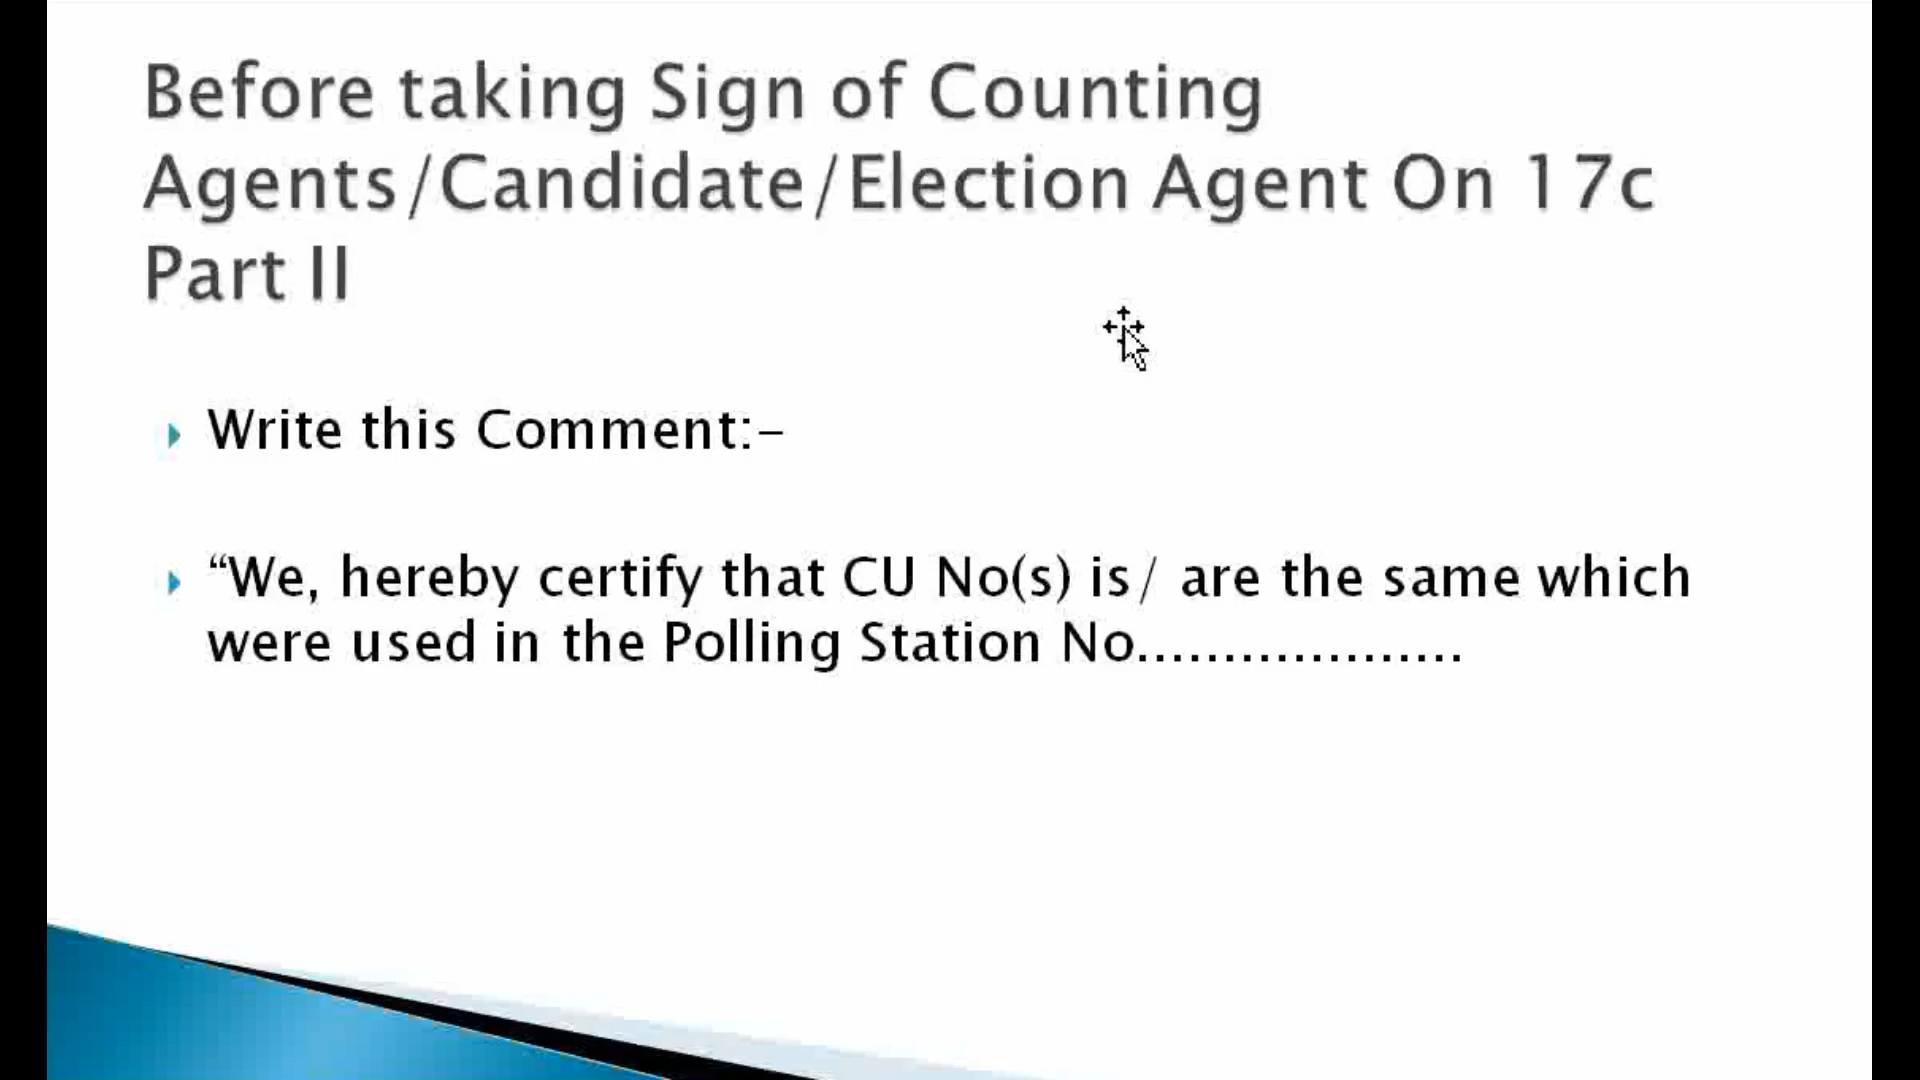 Before taking Sign of Counting
Agents/Candidate/Election Agent On 17c
Part II
Write this Comment:-
“We, hereby certify that CU No(s) is/ are the same which
were used in the Polling Station No...................